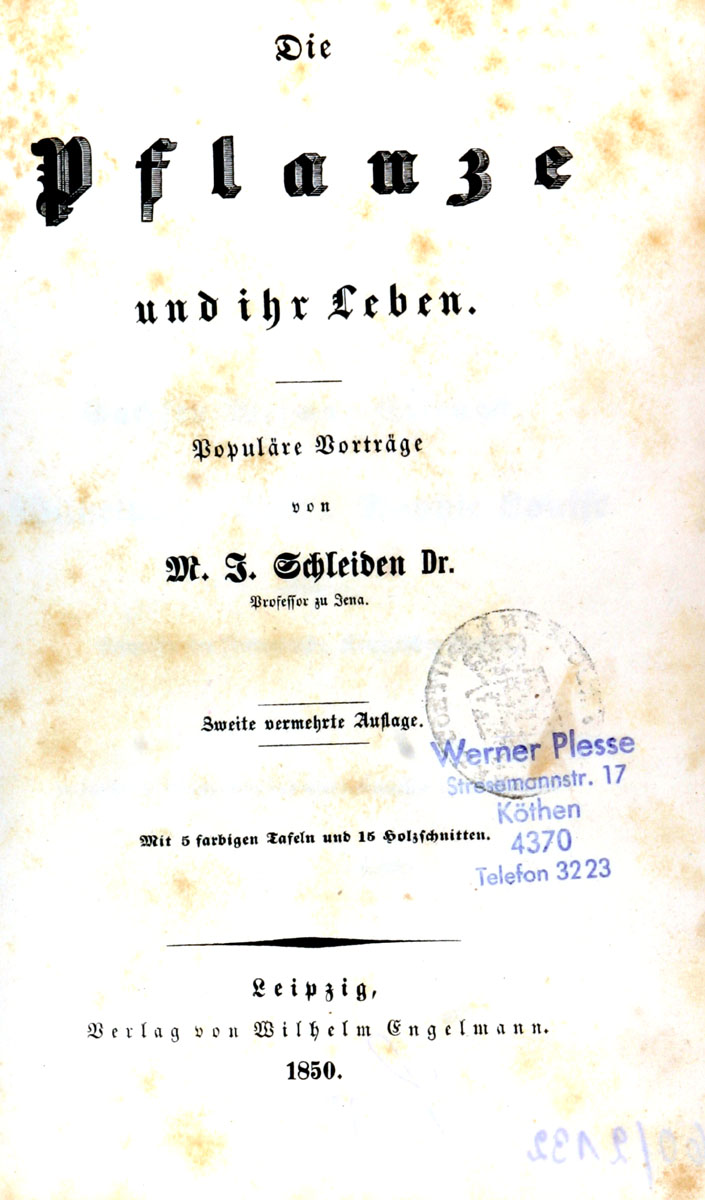 Die
Pflanze
und ihr Leben.
Populäre Vorträge
von
M. J. Schleiden Dr.
Professor zu Jena.
Zweite vermehrte Auflage.
Werner Plesse
Stresemannstr. 17
Köthen
4370
Telefon 3223
Mit 5 farbigen Tafeln und 15 Holzschnitten.
Leipzig,
Verlag von Wilhelm Engelmann.
1850.